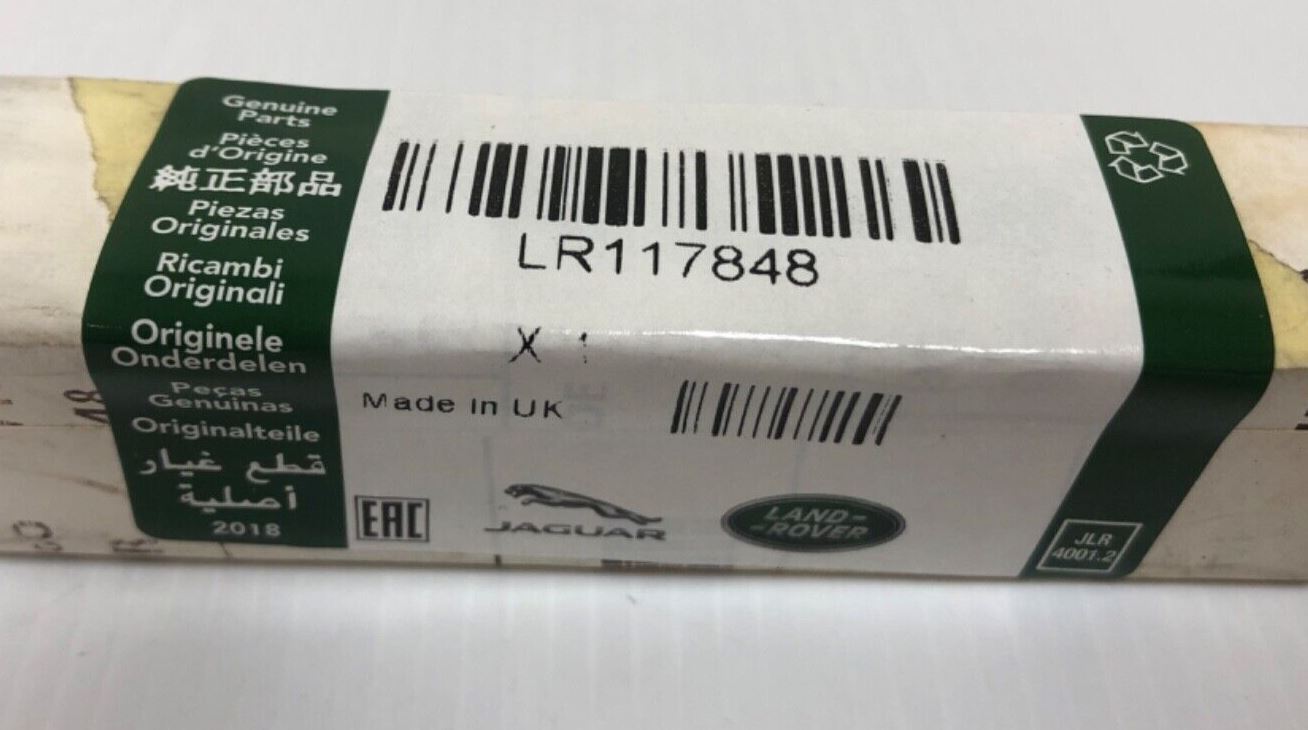 Genuine
Parts
Pièces
d'Origine
純正部品
Piezas
Originales
Ricambi
Originali
Originele
Onderdelen
Peças
Genuinas
Originalteile
قطع غيار
أصلية
2018
LR117848
X 1
Made in UK
EAC
JAGUAR
LAND-
-ROVER
JLR
4001.2